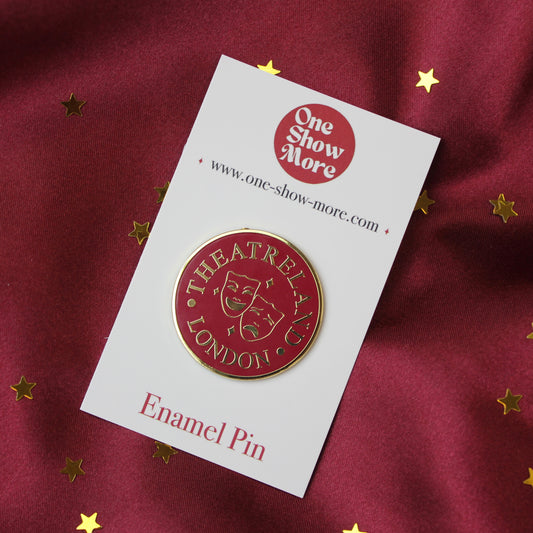 One
Show
More
www.one-show-more.com
• THEATRELAND •
LONDON
Enamel Pin